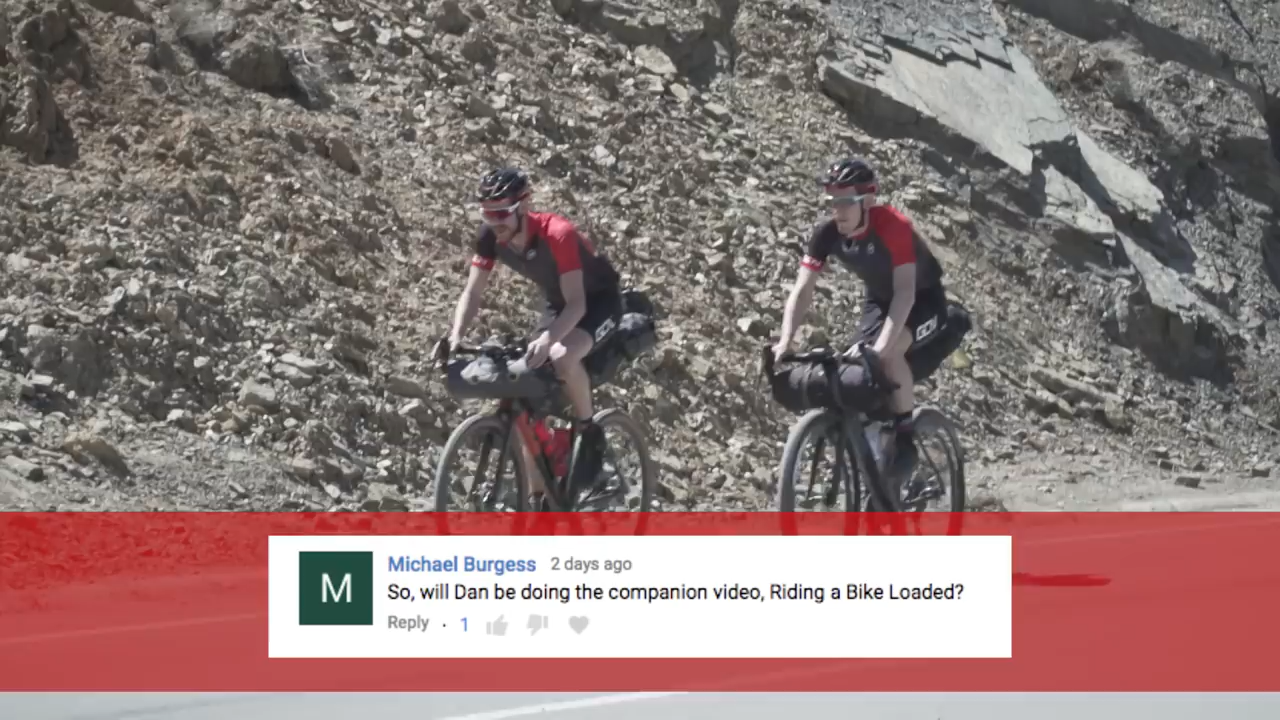 M
Michael Burgess 2 days ago
So, will Dan be doing the companion video, Riding a Bike Loaded?
Reply · 1